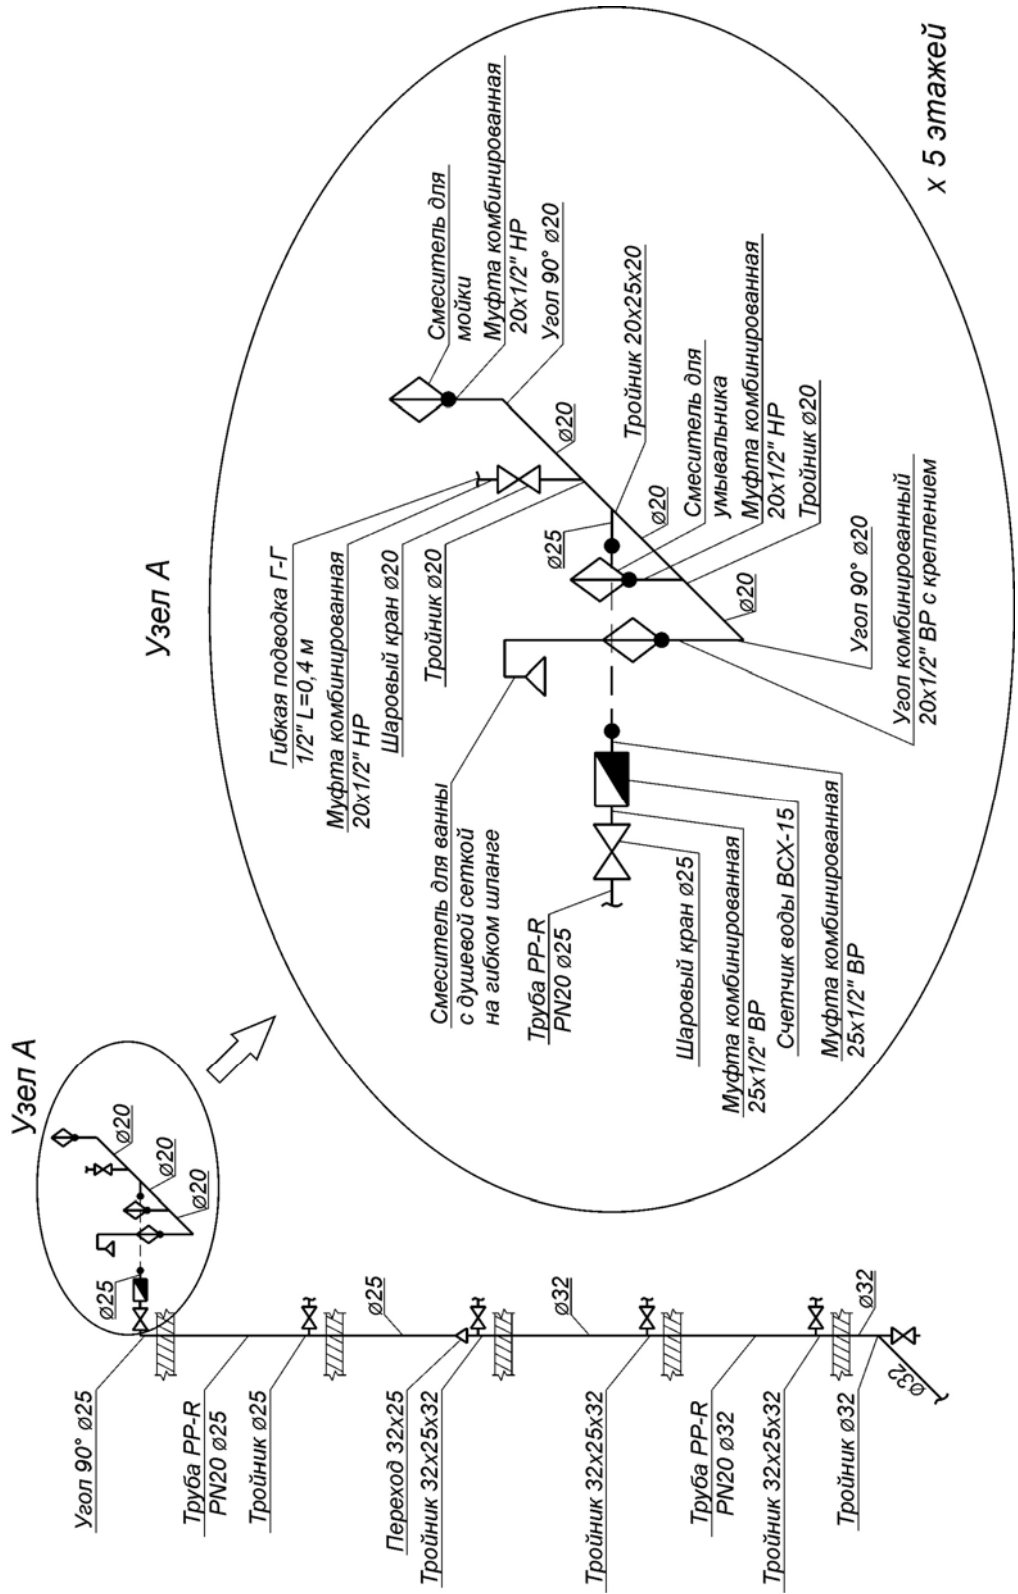 Узел А
ø20
ø20
ø20
ø25
Угол 90° ø25
Труба PP-R
PN20 ø25
Тройник ø25
ø25
Переход 32х25
Тройник 32х25х32
ø32
Тройник 32х25х32
Труба PP-R
PN20 ø32
Тройник 32х25х32
ø32
Тройник ø32
ø32
Узел А
Гибкая подводка Г-Г
1/2" L=0,4 м
Муфта комбинированная
20х1/2" НР
Шаровый кран ø20
Тройник ø20
Смеситель для
мойки
Муфта комбинированная
20х1/2" НР
Угол 90° ø20
ø20
Тройник 20х25х20
ø25
ø20
Смеситель для
умывальника
Муфта комбинированная
20х1/2" НР
Тройник ø20
ø20
Угол 90° ø20
Угол комбинированный
20х1/2" ВР с креплением
Смеситель для ванны
с душевой сеткой
на гибком шланге
Труба PP-R
PN20 ø25
Шаровый кран ø25
Муфта комбинированная
25х1/2" ВР
Счетчик воды ВСХ-15
Муфта комбинированная
25х1/2" ВР
х 5 этажей